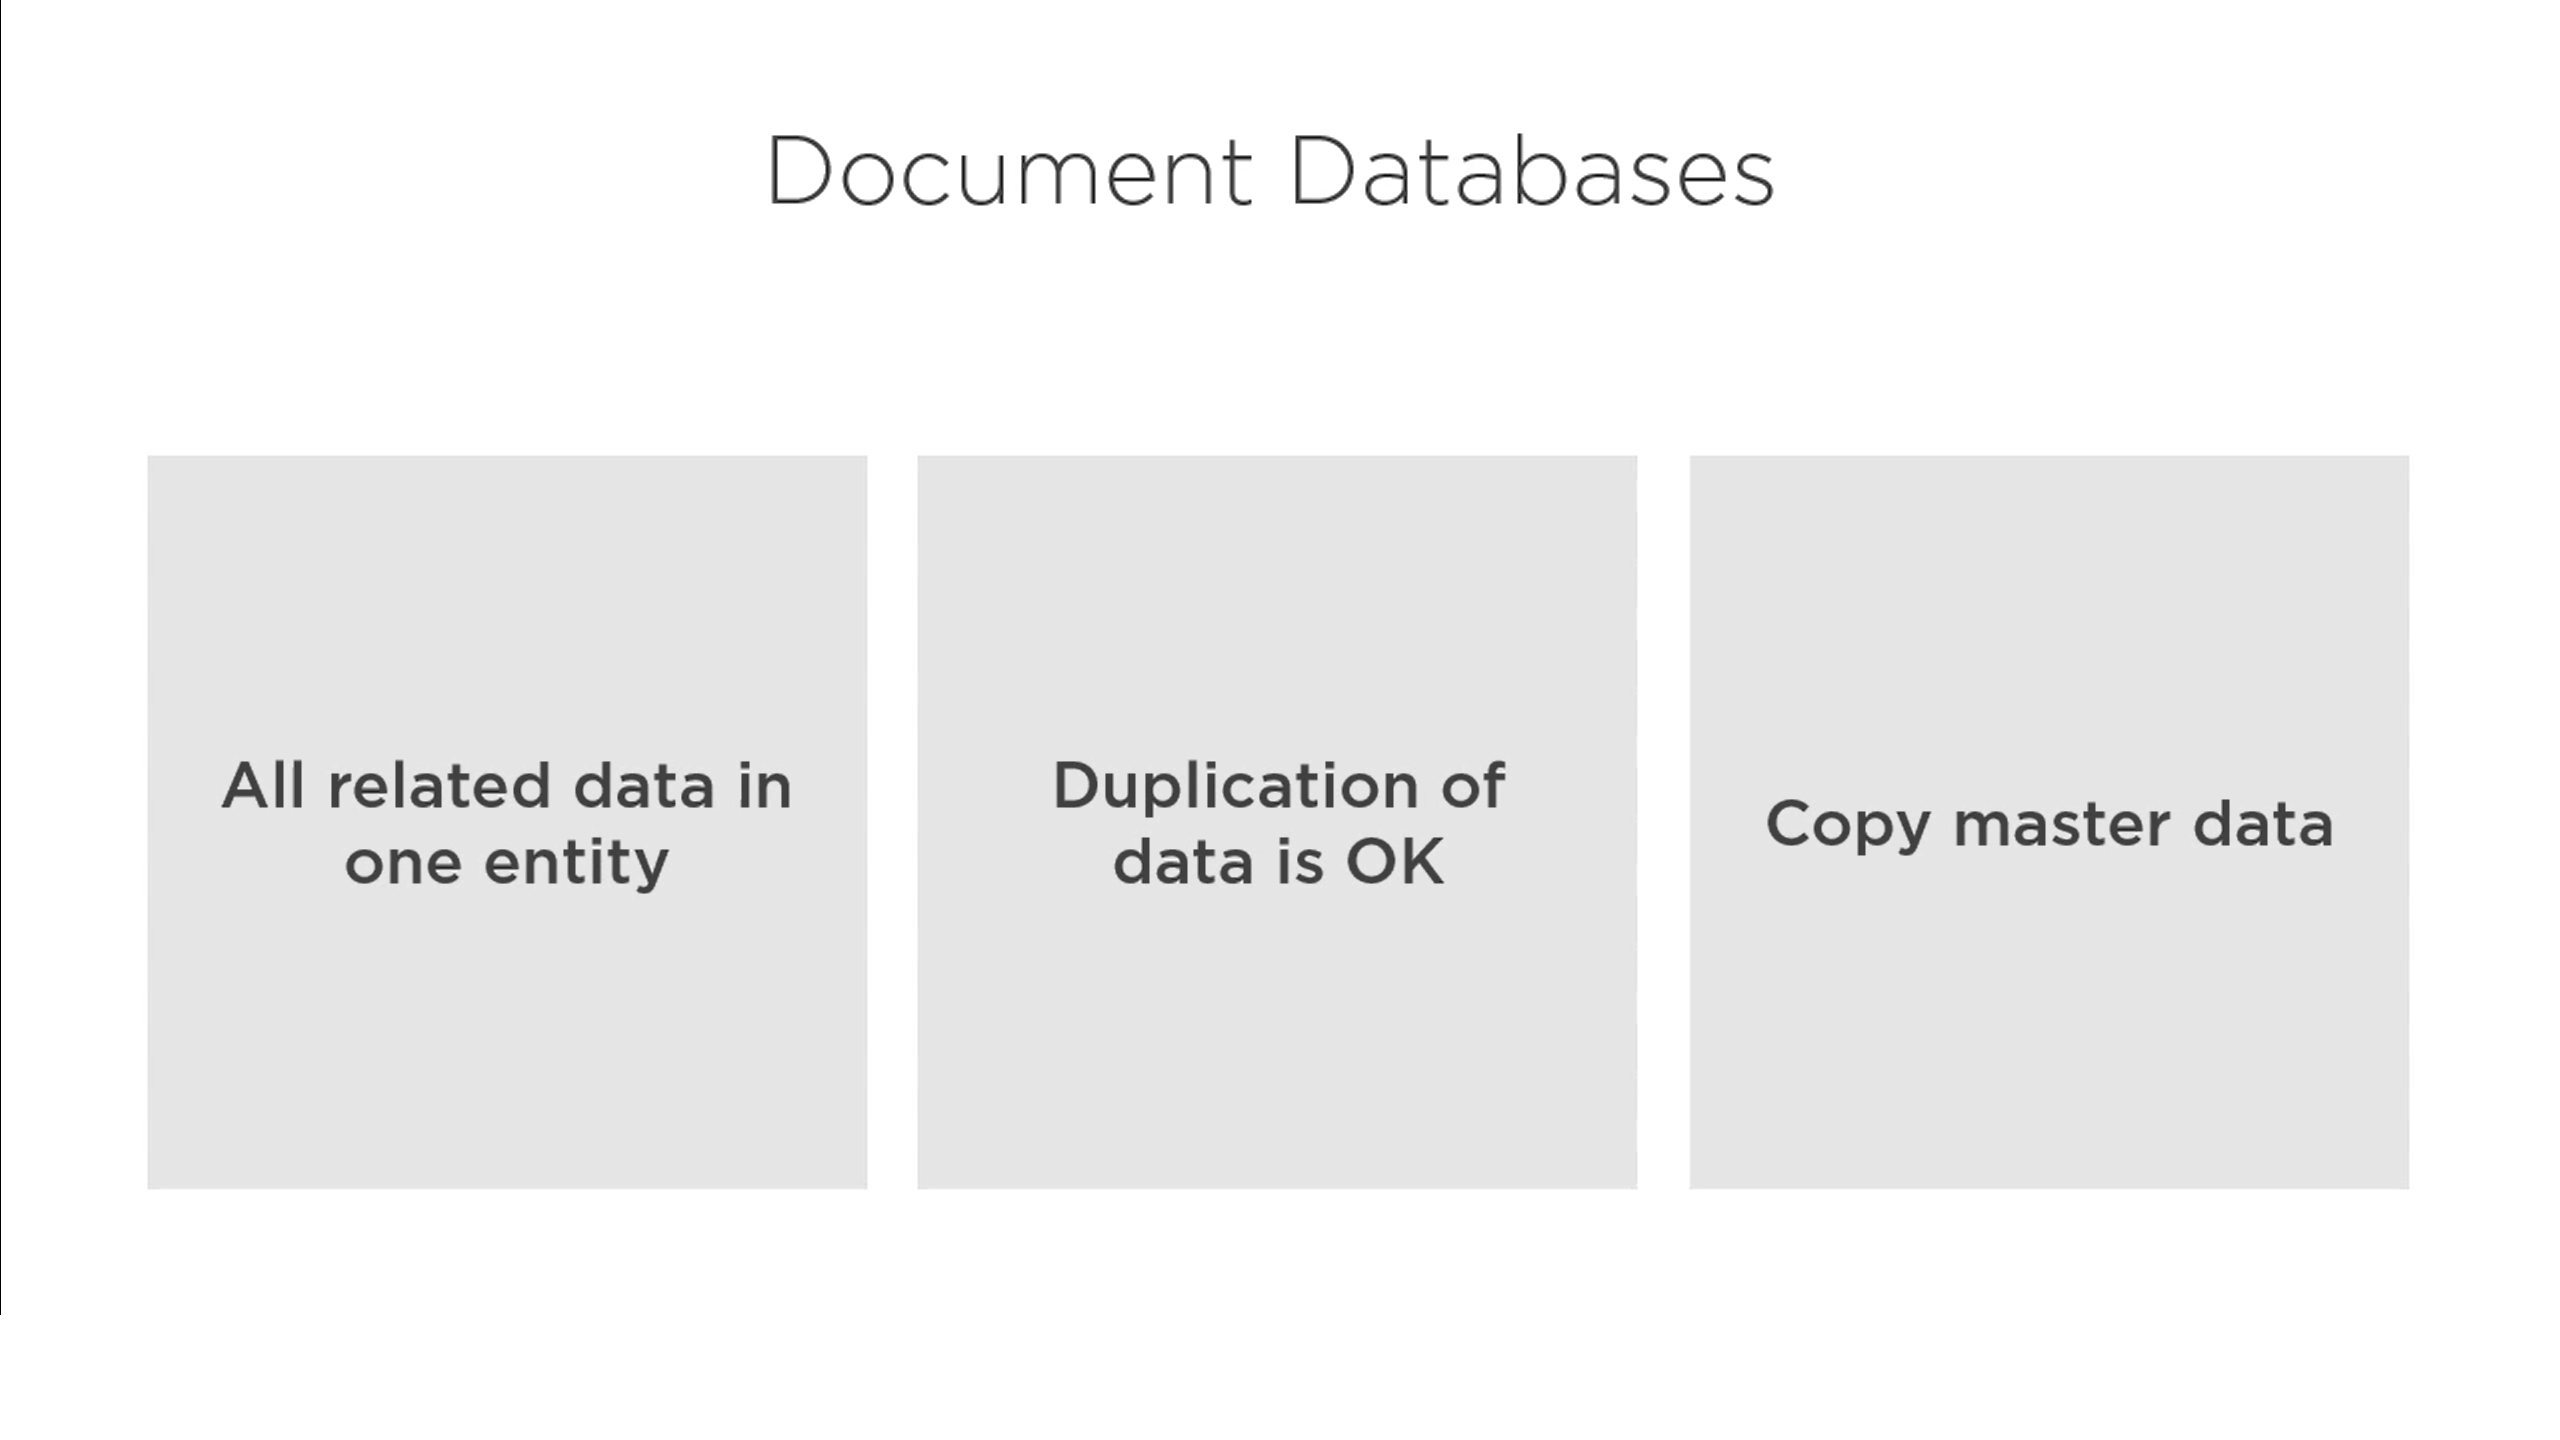 Document Databases
All related data in
one entity
Duplication of
data is OK
Copy master data